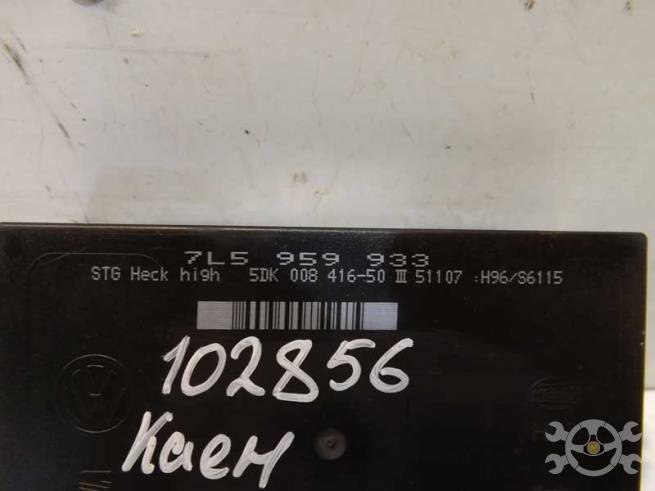 7L5 959 933
STG Heck high 5DK 008 416-50 III 51107 :H96/S6115
102856
Каен